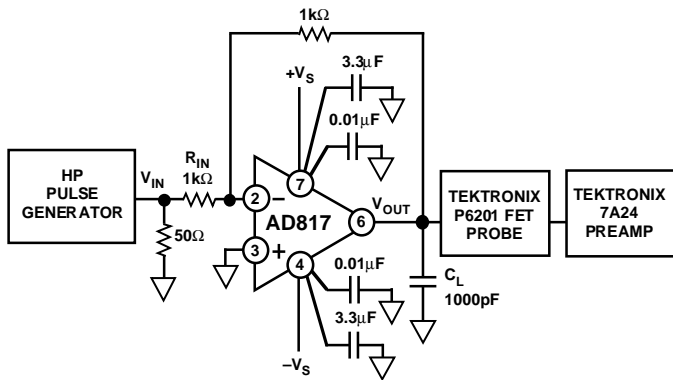 1kΩ
+VS
3.3µF
0.01µF
HP
PULSE
GENERATOR
VIN
RIN
1kΩ
50Ω
2
–
7
AD817
3
+
4
6
VOUT
TEKTRONIX
P6201 FET
PROBE
TEKTRONIX
7A24
PREAMP
0.01µF
3.3µF
–VS
CL
1000pF